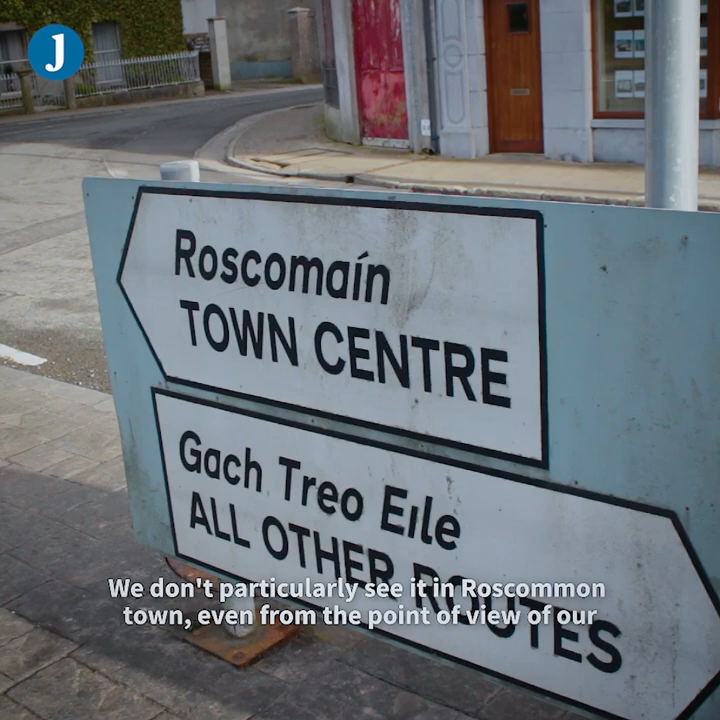 J
Roscomaín
TOWN CENTRE
Gach Treo Eile
ALL OTHER ROUTES
We don't particularly see it in Roscommon
town, even from the point of view of our